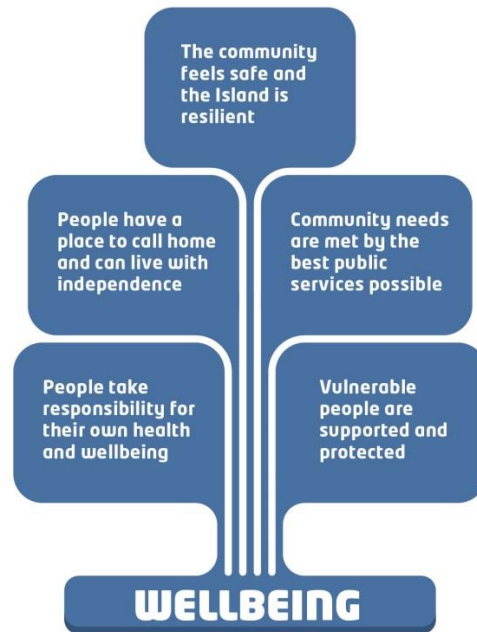 The community
feels safe and
the Island is
resilient
People have a
place to call home
and can live with
independence
Community needs
are met by the
best public
services possible
People take
responsibility for
their own health
and wellbeing
Vulnerable
people are
supported and
protected
WELLBEING